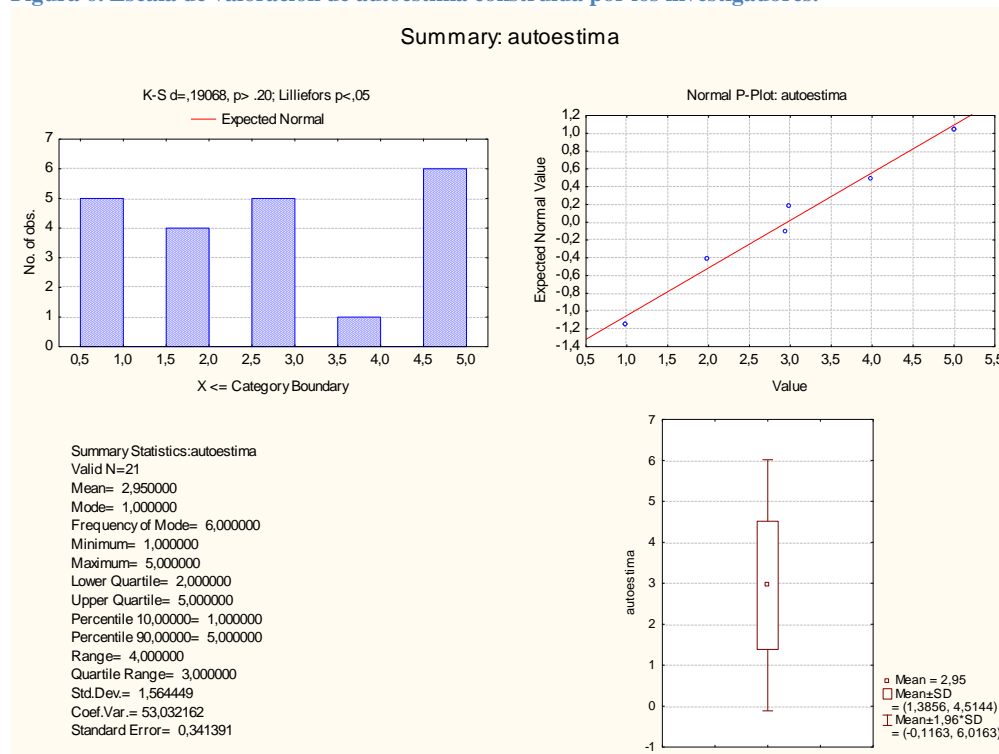 Summary: autoestima
K-S d=,19068, p> .20; Lilliefors p<,05
Expected Normal
7
6
5
4
3
2
1
0
No. of obs.
0,5 1,0 1,5 2,0 2,5 3,0 3,5 4,0 4,5 5,0
X <= Category Boundary
Normal P-Plot: autoestima
1,2
1,0
0,8
0,6
0,4
0,2
0,0
-0,2
-0,4
-0,6
-0,8
-1,0
-1,2
-1,4
Expected Normal Value
0,5 1,0 1,5 2,0 2,5 3,0 3,5 4,0 4,5 5,0 5,5
Value
Summary Statistics:autoestima
Valid N=21
Mean= 2,950000
Mode= 1,000000
Frequency of Mode= 6,000000
Minimum= 1,000000
Maximum= 5,000000
Lower Quartile= 2,000000
Upper Quartile= 5,000000
Percentile 10,00000= 1,000000
Percentile 90,00000= 5,000000
Range= 4,000000
Quartile Range= 3,000000
Std.Dev.= 1,564449
Coef.Var.= 53,032162
Standard Error= 0,341391
7
6
5
4
3
2
1
0
-1
autoestima
Mean = 2,95
Mean±SD
= (1,3856, 4,5144)
Mean±1,96*SD
= (-0,1163, 6,0163)